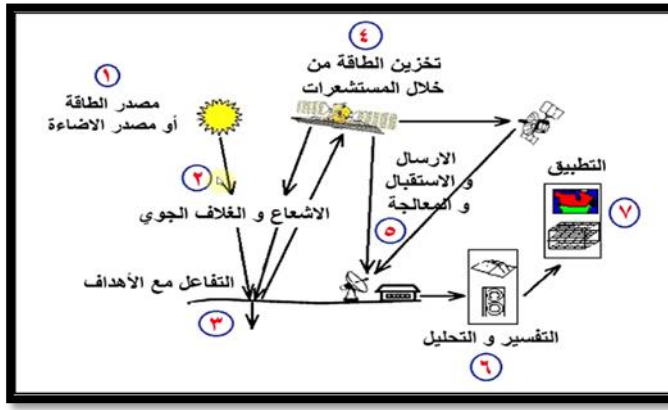 ١
مصدر الطاقة
أو مصدر الاضاءة
٢
الاشعاع و الغلاف الجوي
التفاعل مع الأهداف
٣
٤
تخزين الطاقة من
خلال المستشعرات
الارسال
و الاستقبال
و المعالجة
٥
التفسير و التحليل
٦
التطبيق
٧